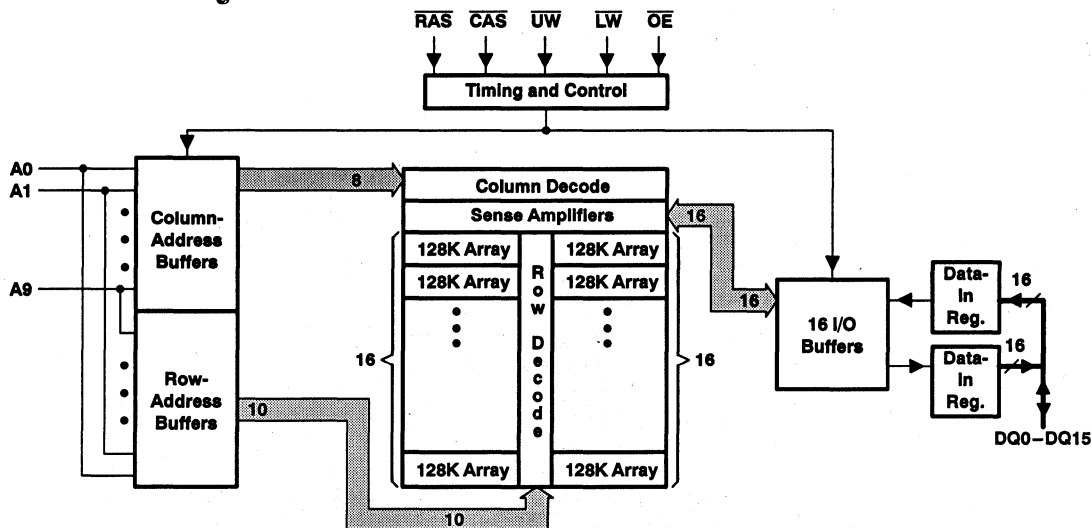 RAS CAS UW LW OE
Timing and Control
A0
A1
A9
Column-
Address
Buffers
8
Column Decode
Sense Amplifiers
16
128K Array
128K Array
128K Array
128K Array
Row Decode
16
16
128K Array
128K Array
Row-
Address
Buffers
10
10
16
16 I/O
Buffers
Data-
In
Reg.
16
Data-
In
Reg.
16
DQ0–DQ15